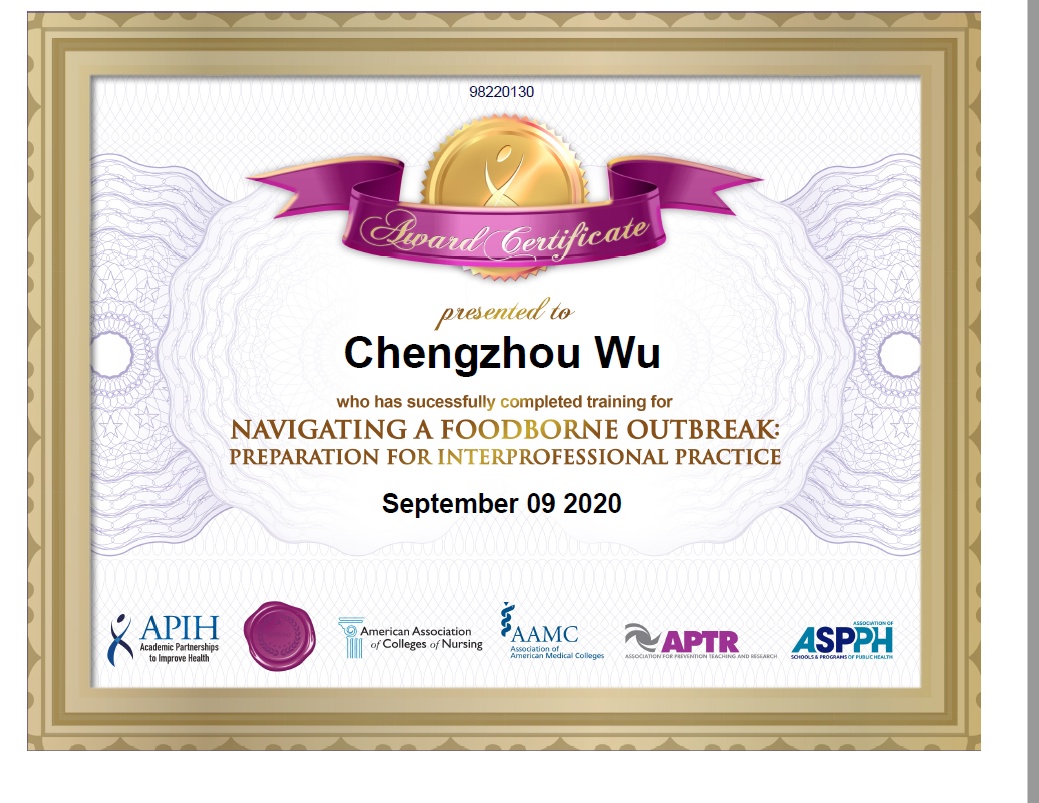 98220130
Award Certificate
presented to
Chengzhou Wu
who has sucessfully completed training for
NAVIGATING A FOODBORNE OUTBREAK:
PREPARATION FOR INTERPROFESSIONAL PRACTICE
September 09 2020
APIH
Academic Partnerships
to Improve Health
American Association
of Colleges of Nursing
AAMC
Association of
American Medical Colleges
APTR
ASSOCIATION FOR PREVENTION TEACHING AND RESEARCH
ASSOCIATION OF
ASPPH
SCHOOLS & PROGRAMS OF PUBLIC HEALTH